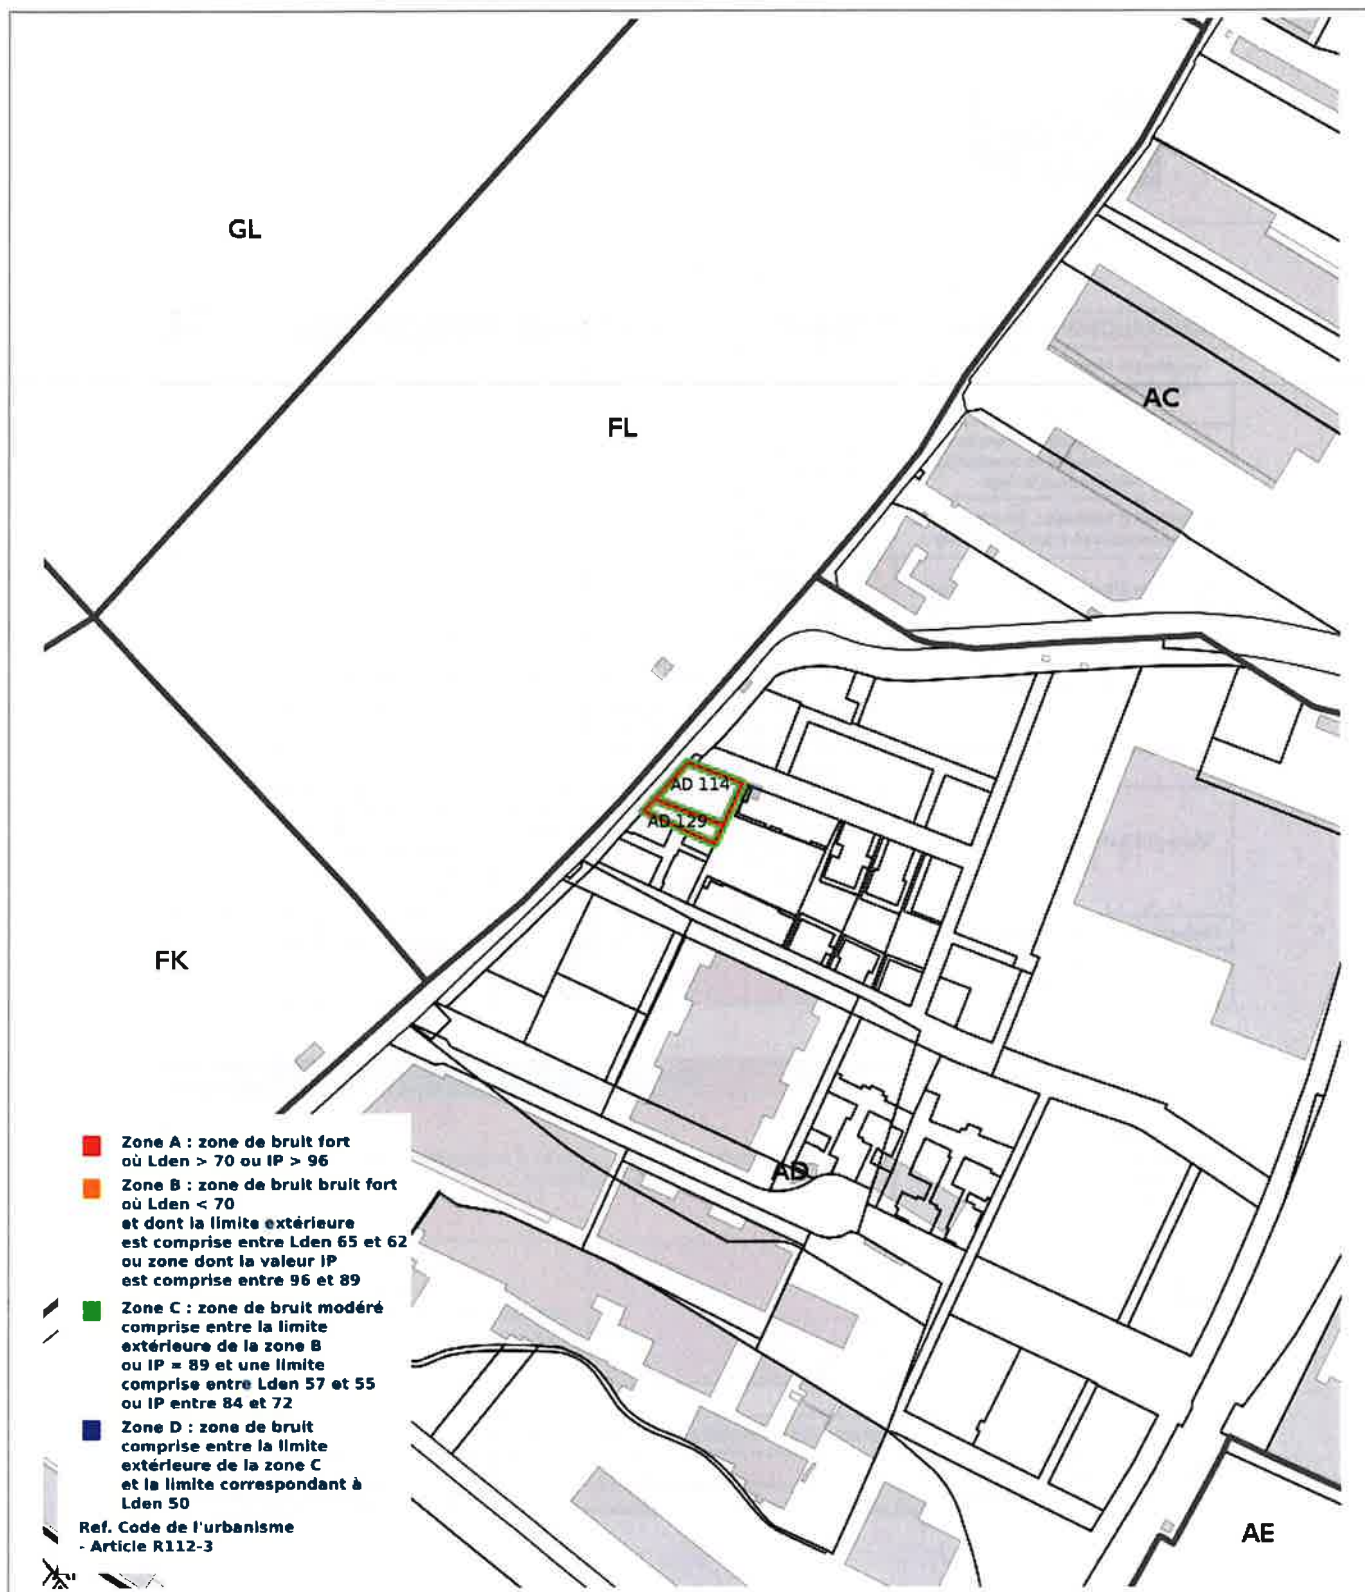 GL
FL
AC
AD 114
AD 129
FK
AD
AE
Zone A : zone de bruit fort
où Lden > 70 ou IP > 96
Zone B : zone de bruit bruit fort
où Lden < 70
et dont la limite extérieure
est comprise entre Lden 65 et 62
ou zone dont la valeur IP
est comprise entre 96 et 89
Zone C : zone de bruit modéré
comprise entre la limite
extérieure de la zone B
ou IP = 89 et une limite
comprise entre Lden 57 et 55
ou IP entre 84 et 72
Zone D : zone de bruit
comprise entre la limite
extérieure de la zone C
et la limite correspondant à
Lden 50
Ref. Code de l'urbanisme
- Article R112-3